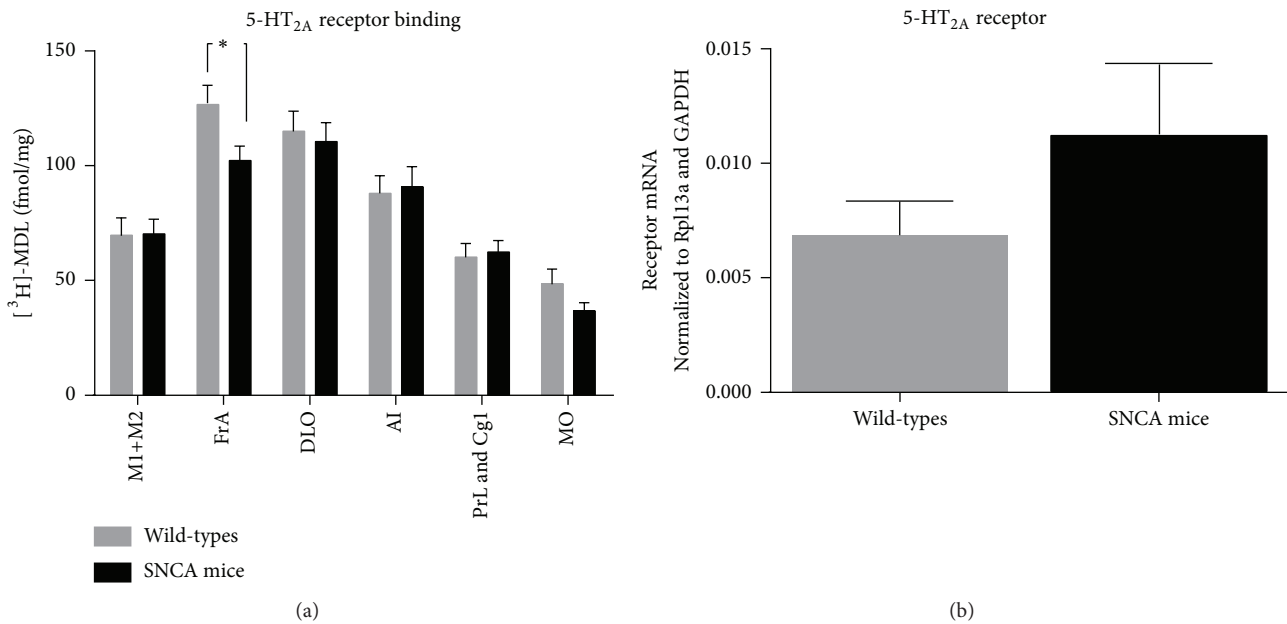 5-HT2A receptor binding
*
150
100
50
0
[3H]-MDL (fmol/mg)
M1+M2
FrA
DLO
AI
PrL and Cg1
MO
Wild-types
SNCA mice
(a)
5-HT2A receptor
0.015
0.010
0.005
0.000
Receptor mRNA
Normalized to Rpl13a and GAPDH
Wild-types
SNCA mice
(b)